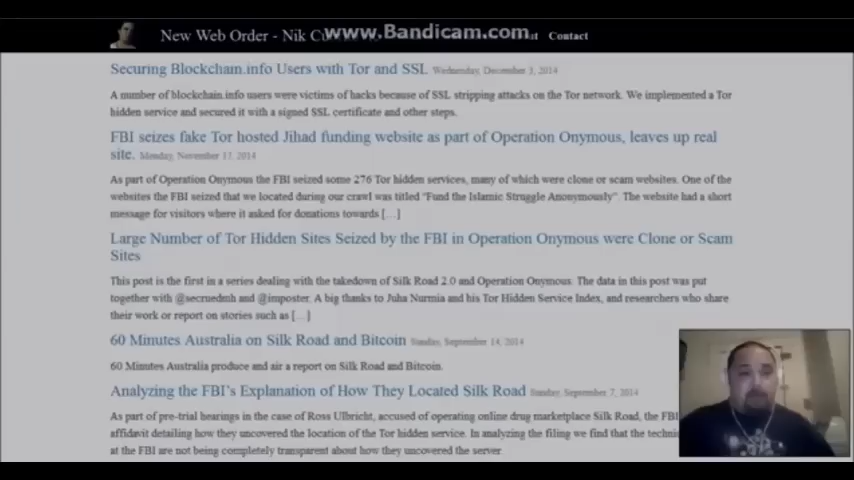 New Web Order - Nik Cu www.Bandicam.com st Contact
Securing Blockchain.info Users with Tor and SSL Wednesday, December 3, 2014
A number of blockchain.info users were victims of hacks because of SSL stripping attacks on the Tor network. We implemented a Tor
hidden service and secured it with a signed SSL certificate and other steps.
FBI seizes fake Tor hosted Jihad funding website as part of Operation Onymous, leaves up real
site. Monday, November 17, 2014
As part of Operation Onymous the FBI seized some 276 Tor hidden services, many of which were clone or scam websites. One of the
websites the FBI seized that we located during our crawl was titled "Fund the Islamic Struggle Anonymously". The website had a short
message for visitors where it asked for donations towards [...]
Large Number of Tor Hidden Sites Seized by the FBI in Operation Onymous were Clone or Scam
Sites
This post is the first in a series dealing with the takedown of Silk Road 2.0 and Operation Onymous. The data in this post was put
together with @secruedmh and @imposter. A big thanks to Juha Nurmia and his Tor Hidden Service Index, and researchers who share
their work or report on stories such as [...]
60 Minutes Australia on Silk Road and Bitcoin Sunday, September 14, 2014
60 Minutes Australia produce and air a report on Silk Road and Bitcoin.
Analyzing the FBI's Explanation of How They Located Silk Road Sunday, September 7, 2014
As part of pre-trial hearings in the case of Ross Ulbricht, accused of operating online drug marketplace Silk Road, the FBI
affidavit detailing how they uncovered the location of the Tor hidden service. In analyzing the filing we find that the techni
at the FBI are not being completely transparent about how they uncovered the server